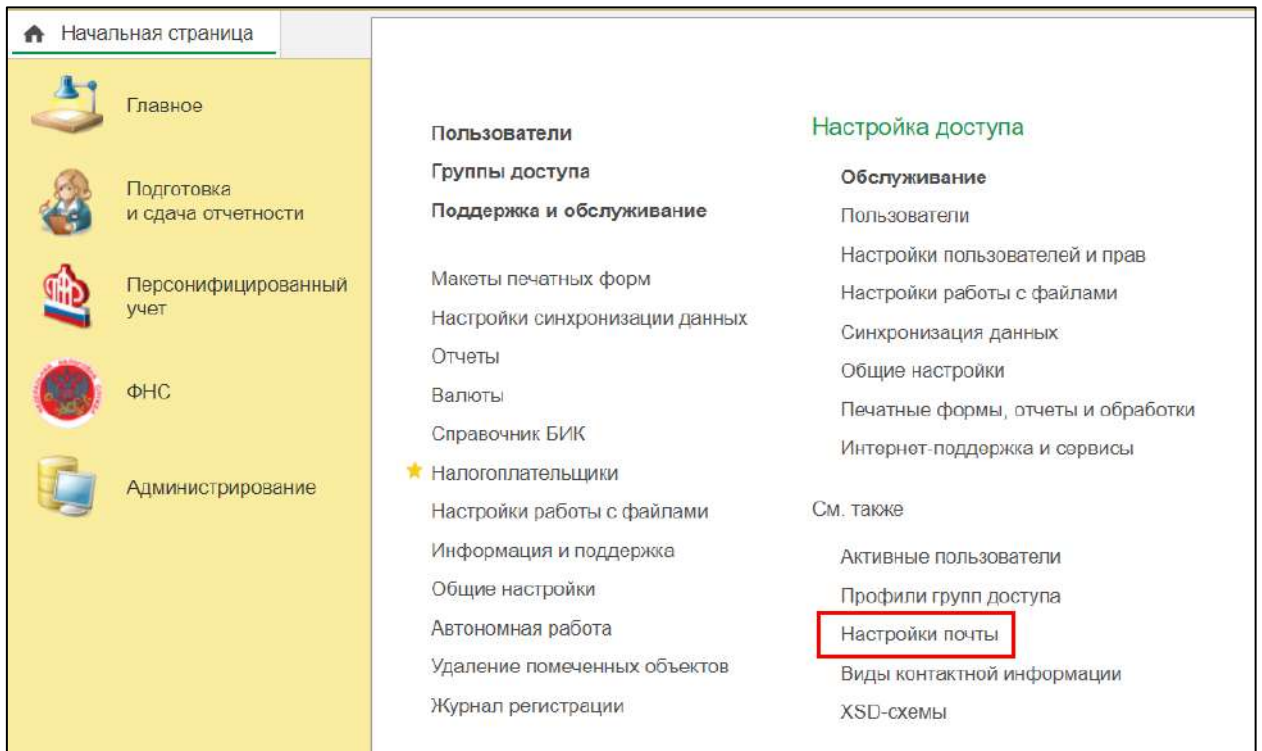 Начальная страница
Главное
Подготовка
и сдача отчетности
Персонифицированный
учет
ФНС
Администрирование
Пользователи
Группы доступа
Поддержка и обслуживание
Макеты печатных форм
Настройки синхронизации данных
Отчеты
Валюты
Справочник БИК
Налогоплательщики
Настройки работы с файлами
Информация и поддержка
Общие настройки
Автономная работа
Удаление помеченных объектов
Журнал регистрации
Настройка доступа
Обслуживание
Пользователи
Настройки пользователей и прав
Настройки работы с файлами
Синхронизация данных
Общие настройки
Печатные формы, отчеты и обработки
Интернет-поддержка и сервисы
См. также
Активные пользователи
Профили групп доступа
Настройки почты
Виды контактной информации
XSD-схемы